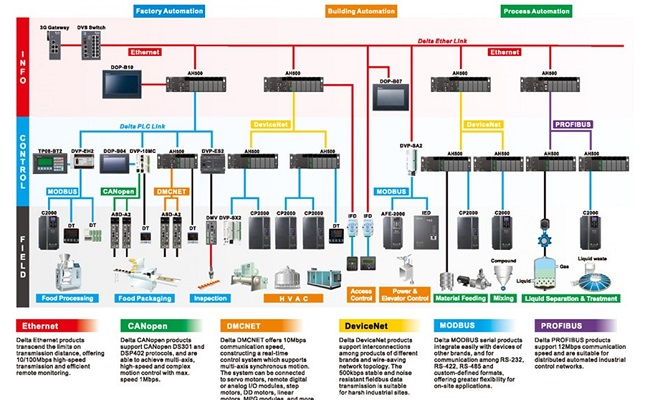 Factory Automation
Building Automation
Process Automation
INFO
CONTROL
FIELD
3G Gateway
DVS Switch
Delta Ether Link
Ethernet
Ethernet
DOP-B10
AH500
AH500
DOP-B07
AH500
AH500
Delta PLC Link
DeviceNet
DeviceNet
PROFIBUS
TP08-BT2
DVP-EH2
DOP-B04
DVP-10MC
AH500
DVP-ES2
AH500
AH500
DVP-SA2
AH500
AH500
AH500
AH500
MODBUS
CANopen
DMCNET
MODBUS
C2000
DT
DT
ASD-A2
DT
ASD-A2
DT
DMV
DVP-SX2
CP2000
CP2000
CP2000
DT
IFD
IFD
AFE-2000
IED
CP2000
C2000
C2000
Compound
Liquid
Gas
Liquid waste
Food Processing
Food Packaging
Inspection
H V A C
Access
Control
Power &
Elevator Control
Material Feeding
Mixing
Liquid Separation & Treatment
Ethernet
Delta Ethernet products
transcend the limits on
transmission distance, offering
10/100Mbps high-speed
transmission and efficient
remote monitoring.
CANopen
Delta CANopen products
support CANopen DS301 and
DSP402 protocols, and are
able to achieve multi-axis,
high-speed and complex
motion control with max.
speed 1Mbps.
DMCNET
Delta DMCNET offers 10Mbps
communication speed,
constructing a real-time
control system which supports
multi-axis synchronous motion.
The system can be connected
to servo motors, remote digital
or analog I/O modules, step
motors, DD motors, linear
motors, MPG modules, and more
DeviceNet
Delta DeviceNet products
support interconnections
among products of different
brands and wire-saving
network topology. The
500kbps stable and noise
resistant fieldbus data
transmission is suitable for
harsh industrial sites.
MODBUS
Delta MODBUS serial products
integrate easily with devices of
other brands, and for commu-
nication among RS-232,
RS-422, RS-485 and
custom-defined formats,
offering greater flexibility for
on-site applications.
PROFIBUS
Delta PROFIBUS products
support 12Mbps communication
speed and are suitable for
distributed automated industrial
control networks.